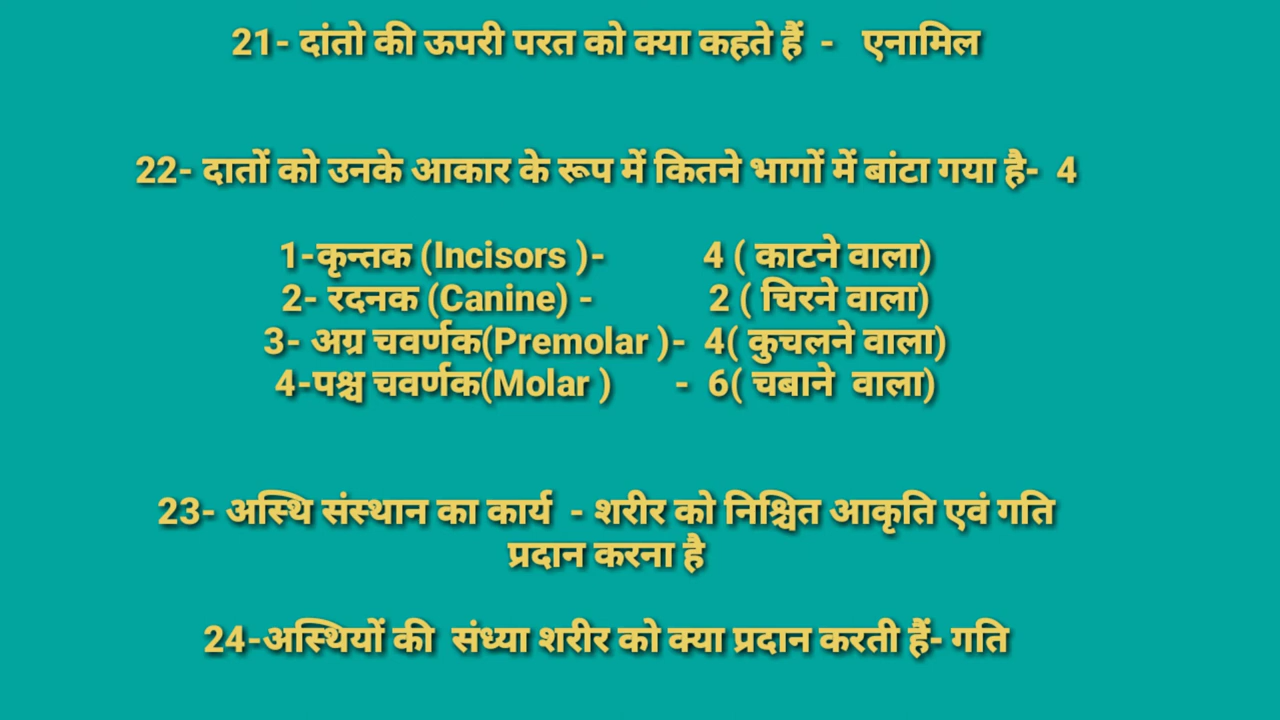 21- दांतो की ऊपरी परत को क्या कहते हैं - एनामिल
22- दातों को उनके आकार के रूप में कितने भागों में बांटा गया है- 4
1-कृन्तक (Incisors )- 4 ( काटने वाला)
2- रदनक (Canine) - 2 ( चिरने वाला)
3- अग्र चवर्णक(Premolar )- 4( कुचलने वाला)
4-पश्च चवर्णक(Molar ) - 6( चबाने वाला)
23- अस्थि संस्थान का कार्य - शरीर को निश्चित आकृति एवं गति
प्रदान करना है
24-अस्थियों की संध्या शरीर को क्या प्रदान करती हैं- गति